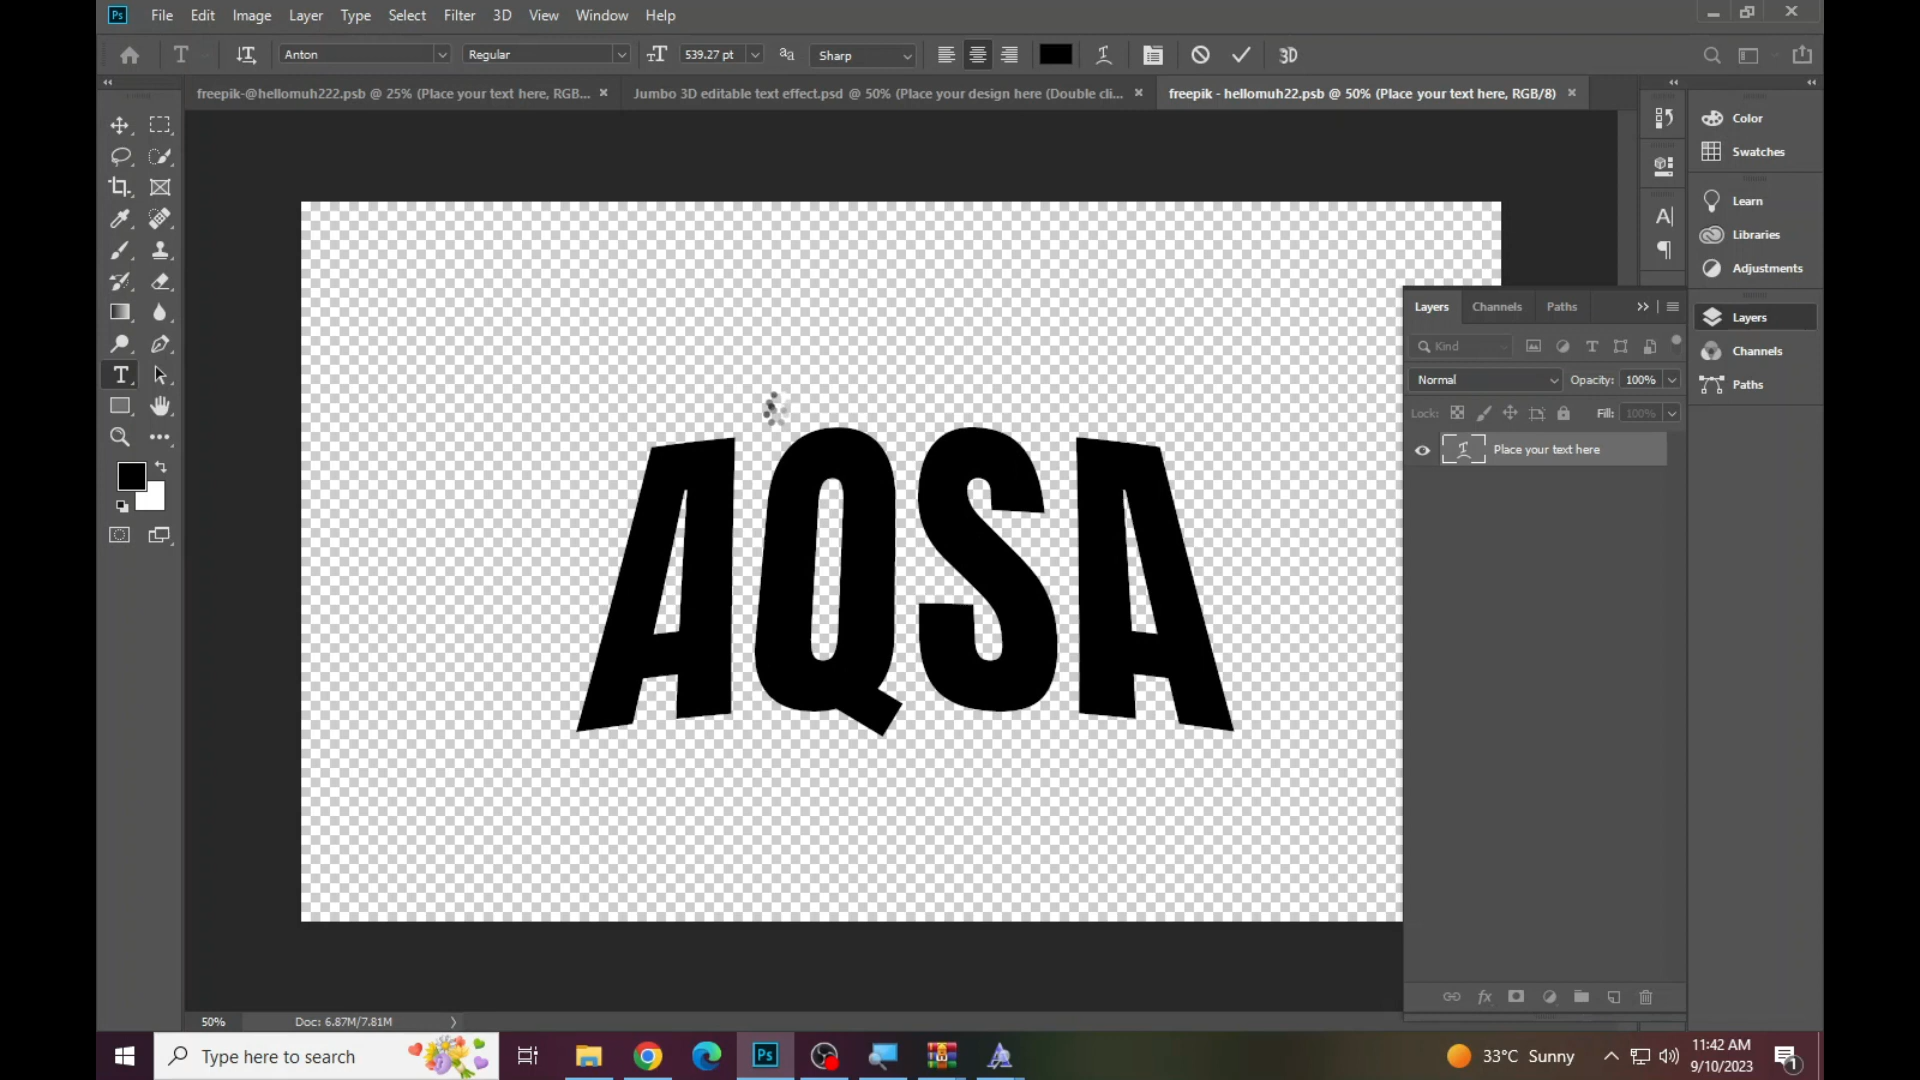 Ps File Edit Image Layer Type Select Filter 3D View Window Help
T Anton Regular 539.27 pt aa Sharp 3D
freepik-@hellomuh222.psb @ 25% (Place your text here, RGB... × Jumbo 3D editable text effect.psd @ 50% (Place your design here (Double cli... × freepik - hellomuh22.psb @ 50% (Place your text here, RGB/8) ×
Color
Swatches
Learn
Libraries
Adjustments
Layers
Channels
Paths
Layers Channels Paths
Kind
Normal Opacity: 100%
Lock: Fill: 100%
Place your text here
AQSA
50% Doc: 6.87M/7.81M
Type here to search
33°C Sunny
11:42 AM
9/10/2023
1